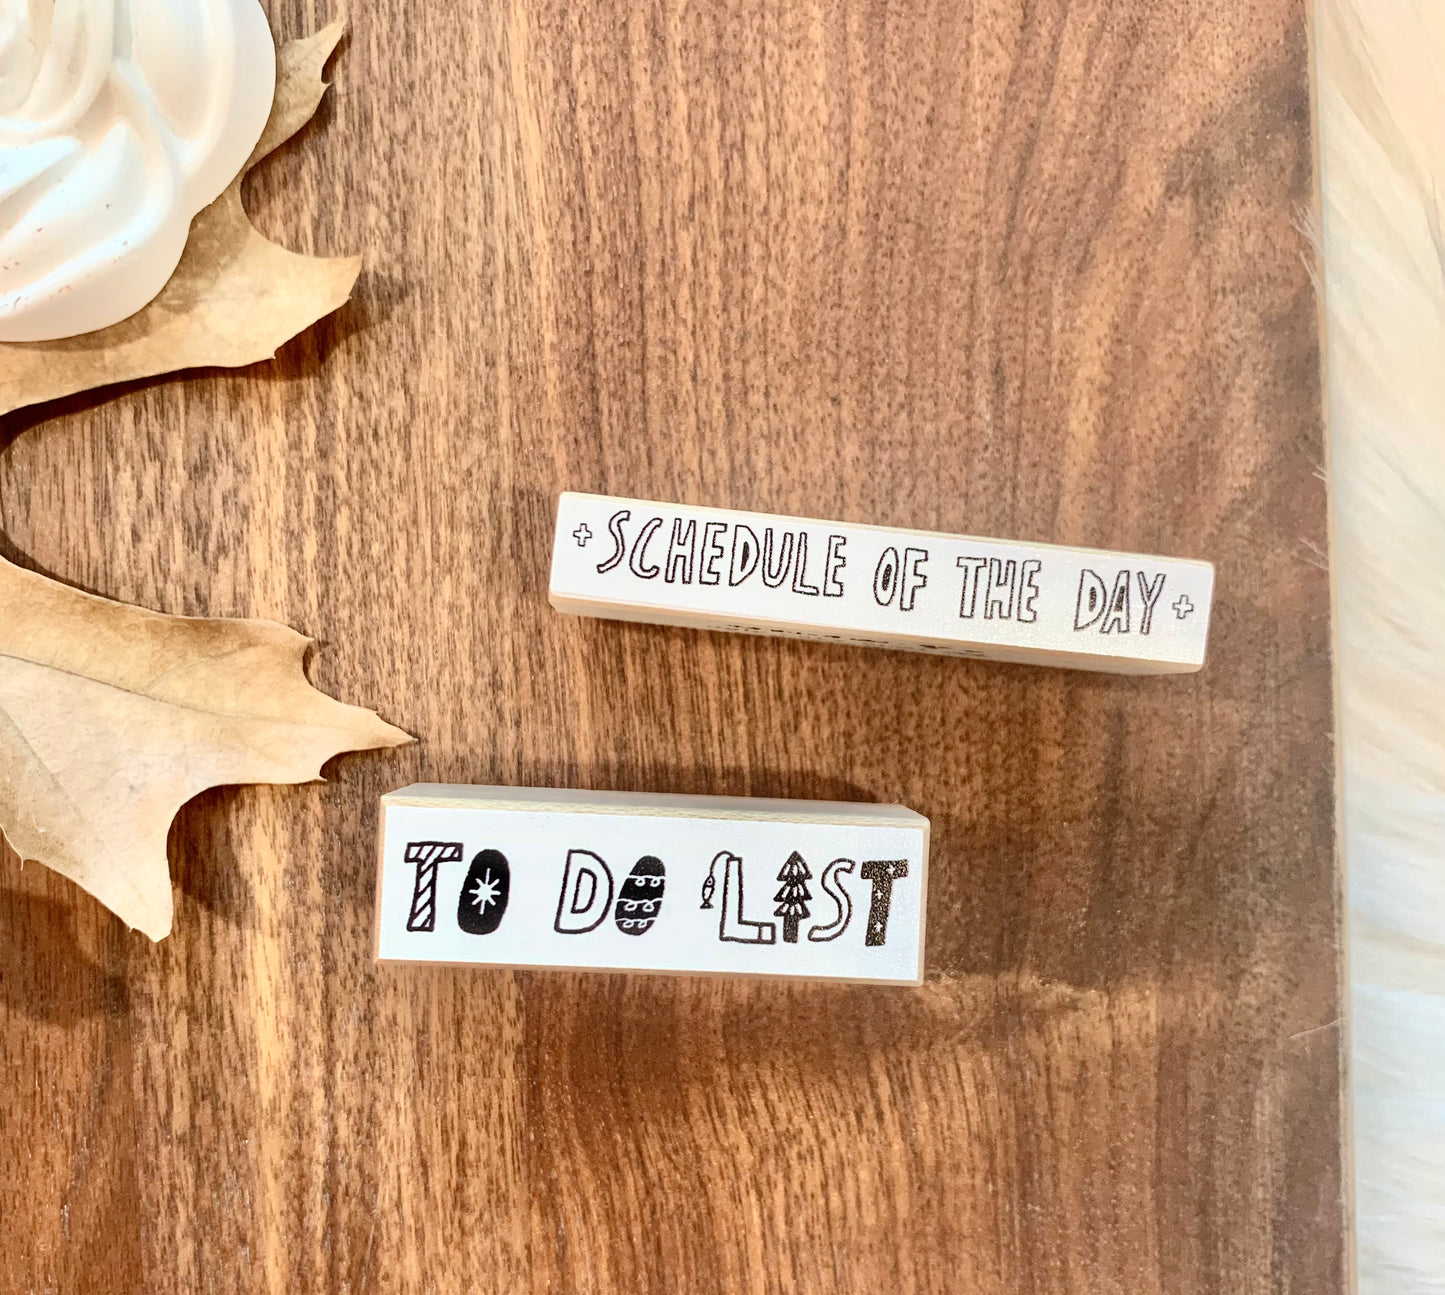 + SCHEDULE OF THE DAY +
TO DO LIST